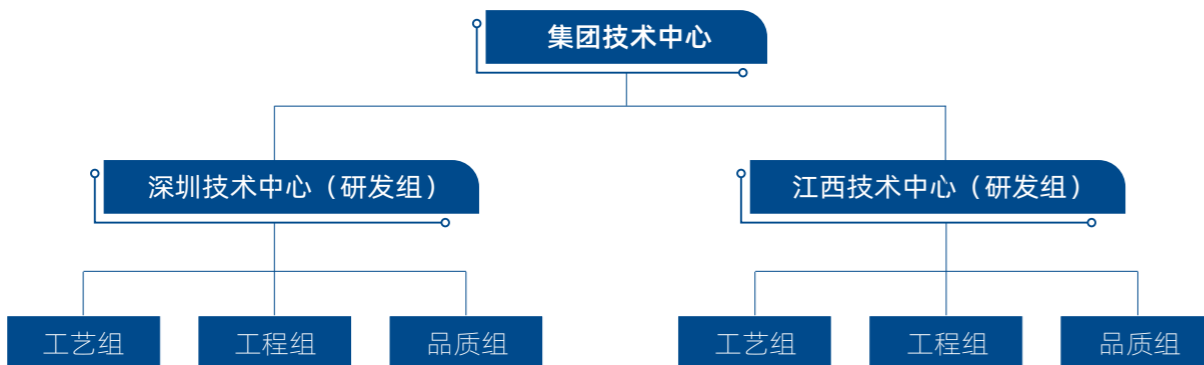 集团技术中心
深圳技术中心（研发组）
江西技术中心（研发组）
工艺组
工程组
品质组
工艺组
工程组
品质组